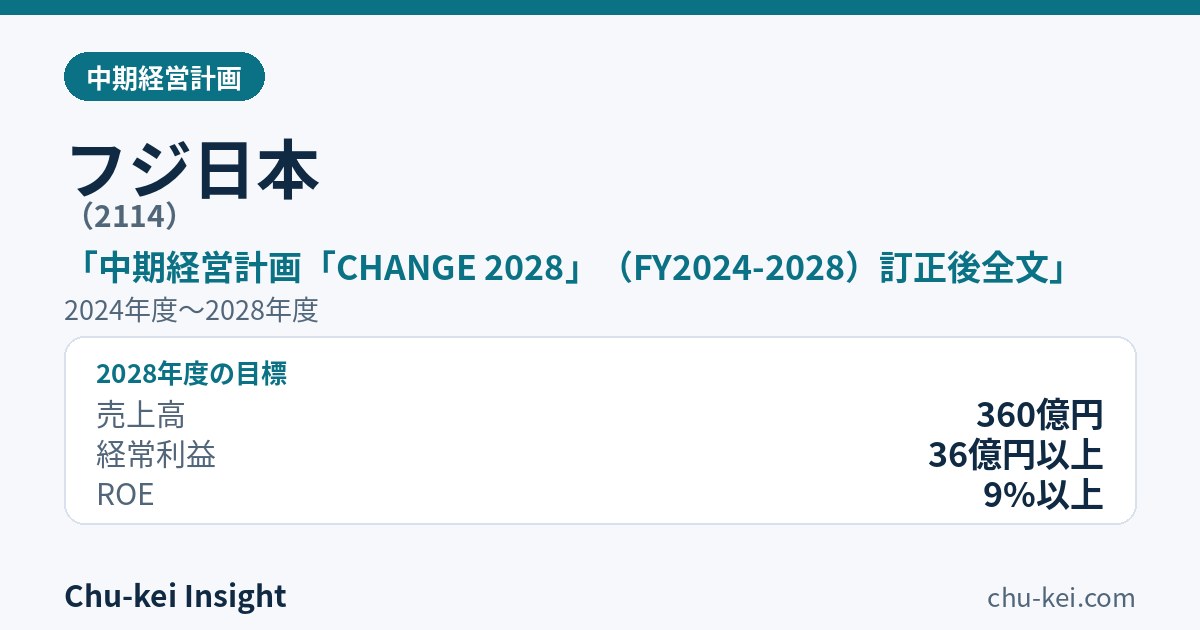 中期経営計画
フジ日本
（2114）
「中期経営計画「CHANGE 2028」（FY2024-2028）訂正後全文」
2024年度～2028年度
2028年度の目標
売上高 360億円
経常利益 36億円以上
ROE 9%以上
Chu-kei Insight chu-kei.com